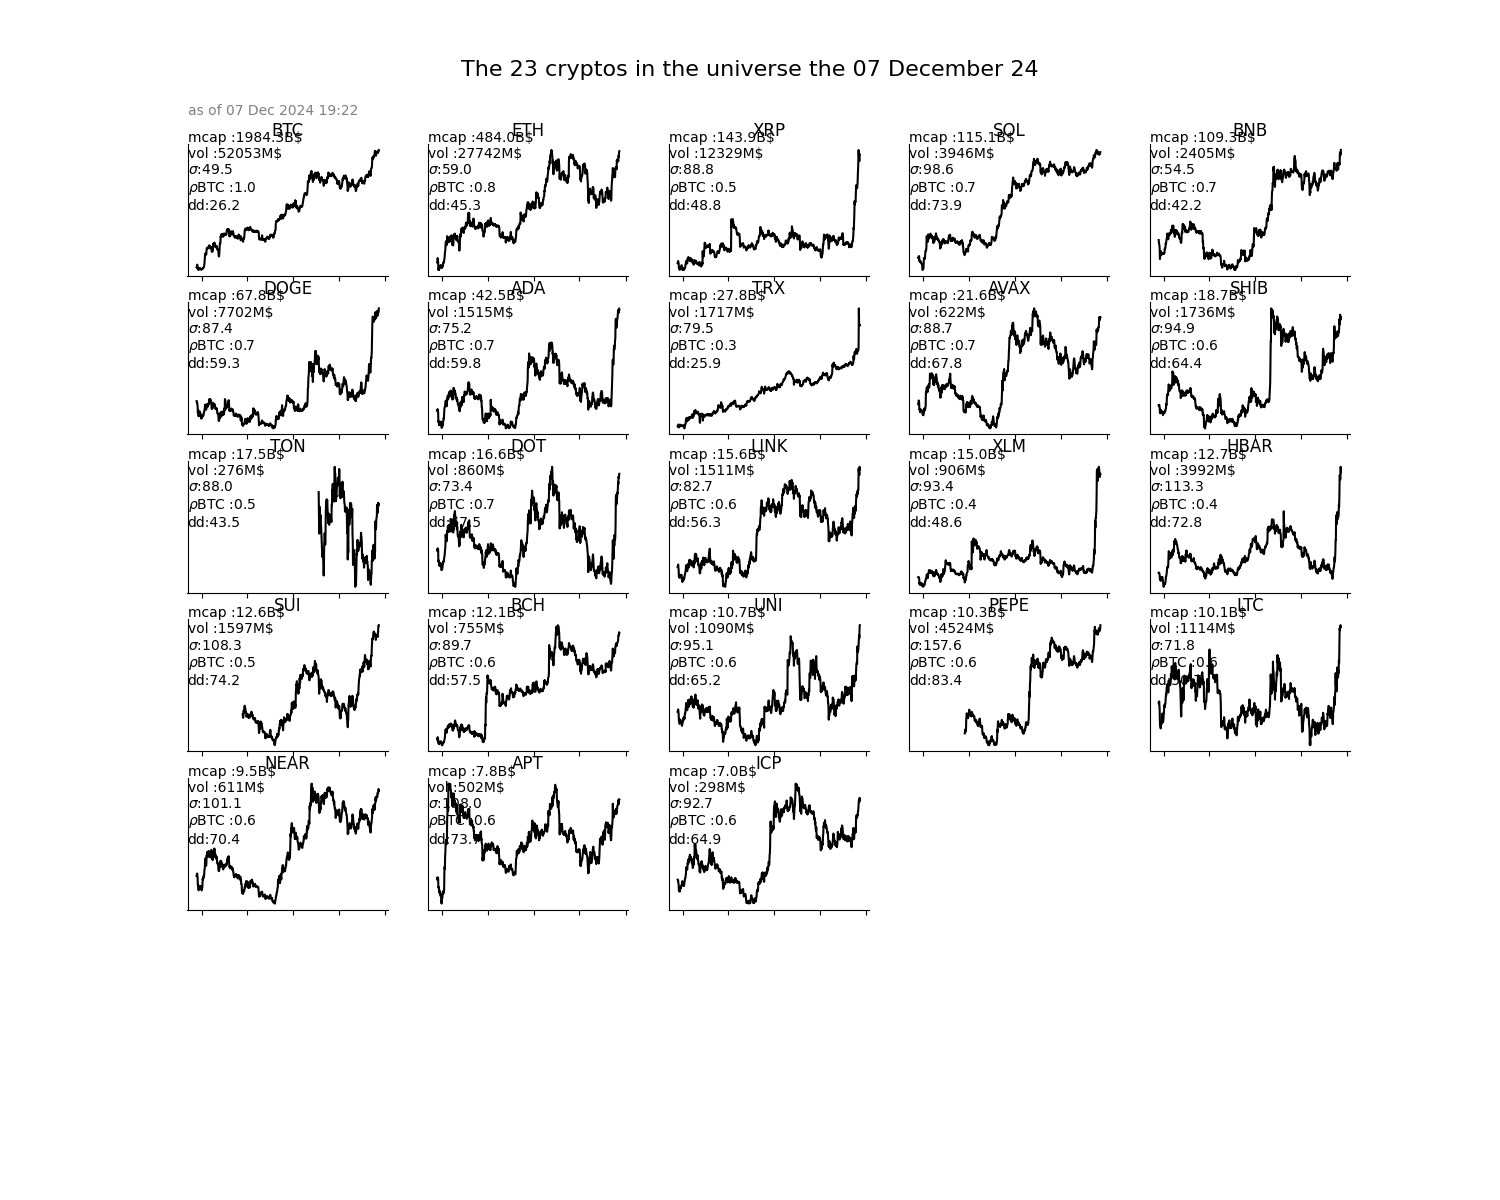 The 23 cryptos in the universe the 07 December 24
as of 07 Dec 2024 19:22
BTC
mcap :1984.3B$
vol :52053M$
σ:49.5
ρBTC :1.0
dd:26.2
ETH
mcap :484.0B$
vol :27742M$
σ:59.0
ρBTC :0.8
dd:45.3
XRP
mcap :143.9B$
vol :12329M$
σ:88.8
ρBTC :0.5
dd:48.8
SOL
mcap :115.1B$
vol :3946M$
σ:98.6
ρBTC :0.7
dd:73.9
BNB
mcap :109.3B$
vol :2405M$
σ:54.5
ρBTC :0.7
dd:42.2
DOGE
mcap :67.8B$
vol :7702M$
σ:87.4
ρBTC :0.7
dd:59.3
ADA
mcap :42.5B$
vol :1515M$
σ:75.2
ρBTC :0.7
dd:59.8
TRX
mcap :27.8B$
vol :1717M$
σ:79.5
ρBTC :0.3
dd:25.9
AVAX
mcap :21.6B$
vol :622M$
σ:88.7
ρBTC :0.7
dd:67.8
SHIB
mcap :18.7B$
vol :1736M$
σ:94.9
ρBTC :0.6
dd:64.4
TON
mcap :17.5B$
vol :276M$
σ:88.0
ρBTC :0.5
dd:43.5
DOT
mcap :16.6B$
vol :860M$
σ:73.4
ρBTC :0.7
LINK
mcap :15.6B$
vol :1511M$
σ:82.7
ρBTC :0.6
dd:56.3
XLM
mcap :15.0B$
vol :906M$
σ:93.4
ρBTC :0.4
dd:48.6
HBAR
mcap :12.7B$
vol :3992M$
σ:113.3
ρBTC :0.4
dd:72.8
SUI
mcap :12.6B$
vol :1597M$
σ:108.3
ρBTC :0.5
dd:74.2
BCH
mcap :12.1B$
vol :755M$
σ:89.7
ρBTC :0.6
dd:57.5
UNI
mcap :10.7B$
vol :1090M$
σ:95.1
ρBTC :0.6
dd:65.2
PEPE
mcap :10.3B$
vol :4524M$
σ:157.6
ρBTC :0.6
dd:83.4
LTC
mcap :10.1B$
vol :1114M$
σ:71.8
ρBTC :0.6
NEAR
mcap :9.5B$
vol :611M$
σ:101.1
ρBTC :0.6
dd:70.4
APT
mcap :7.8B$
vol :502M$
σ:108.0
ρBTC :0.6
ICP
mcap :7.0B$
vol :298M$
σ:92.7
ρBTC :0.6
dd:64.9